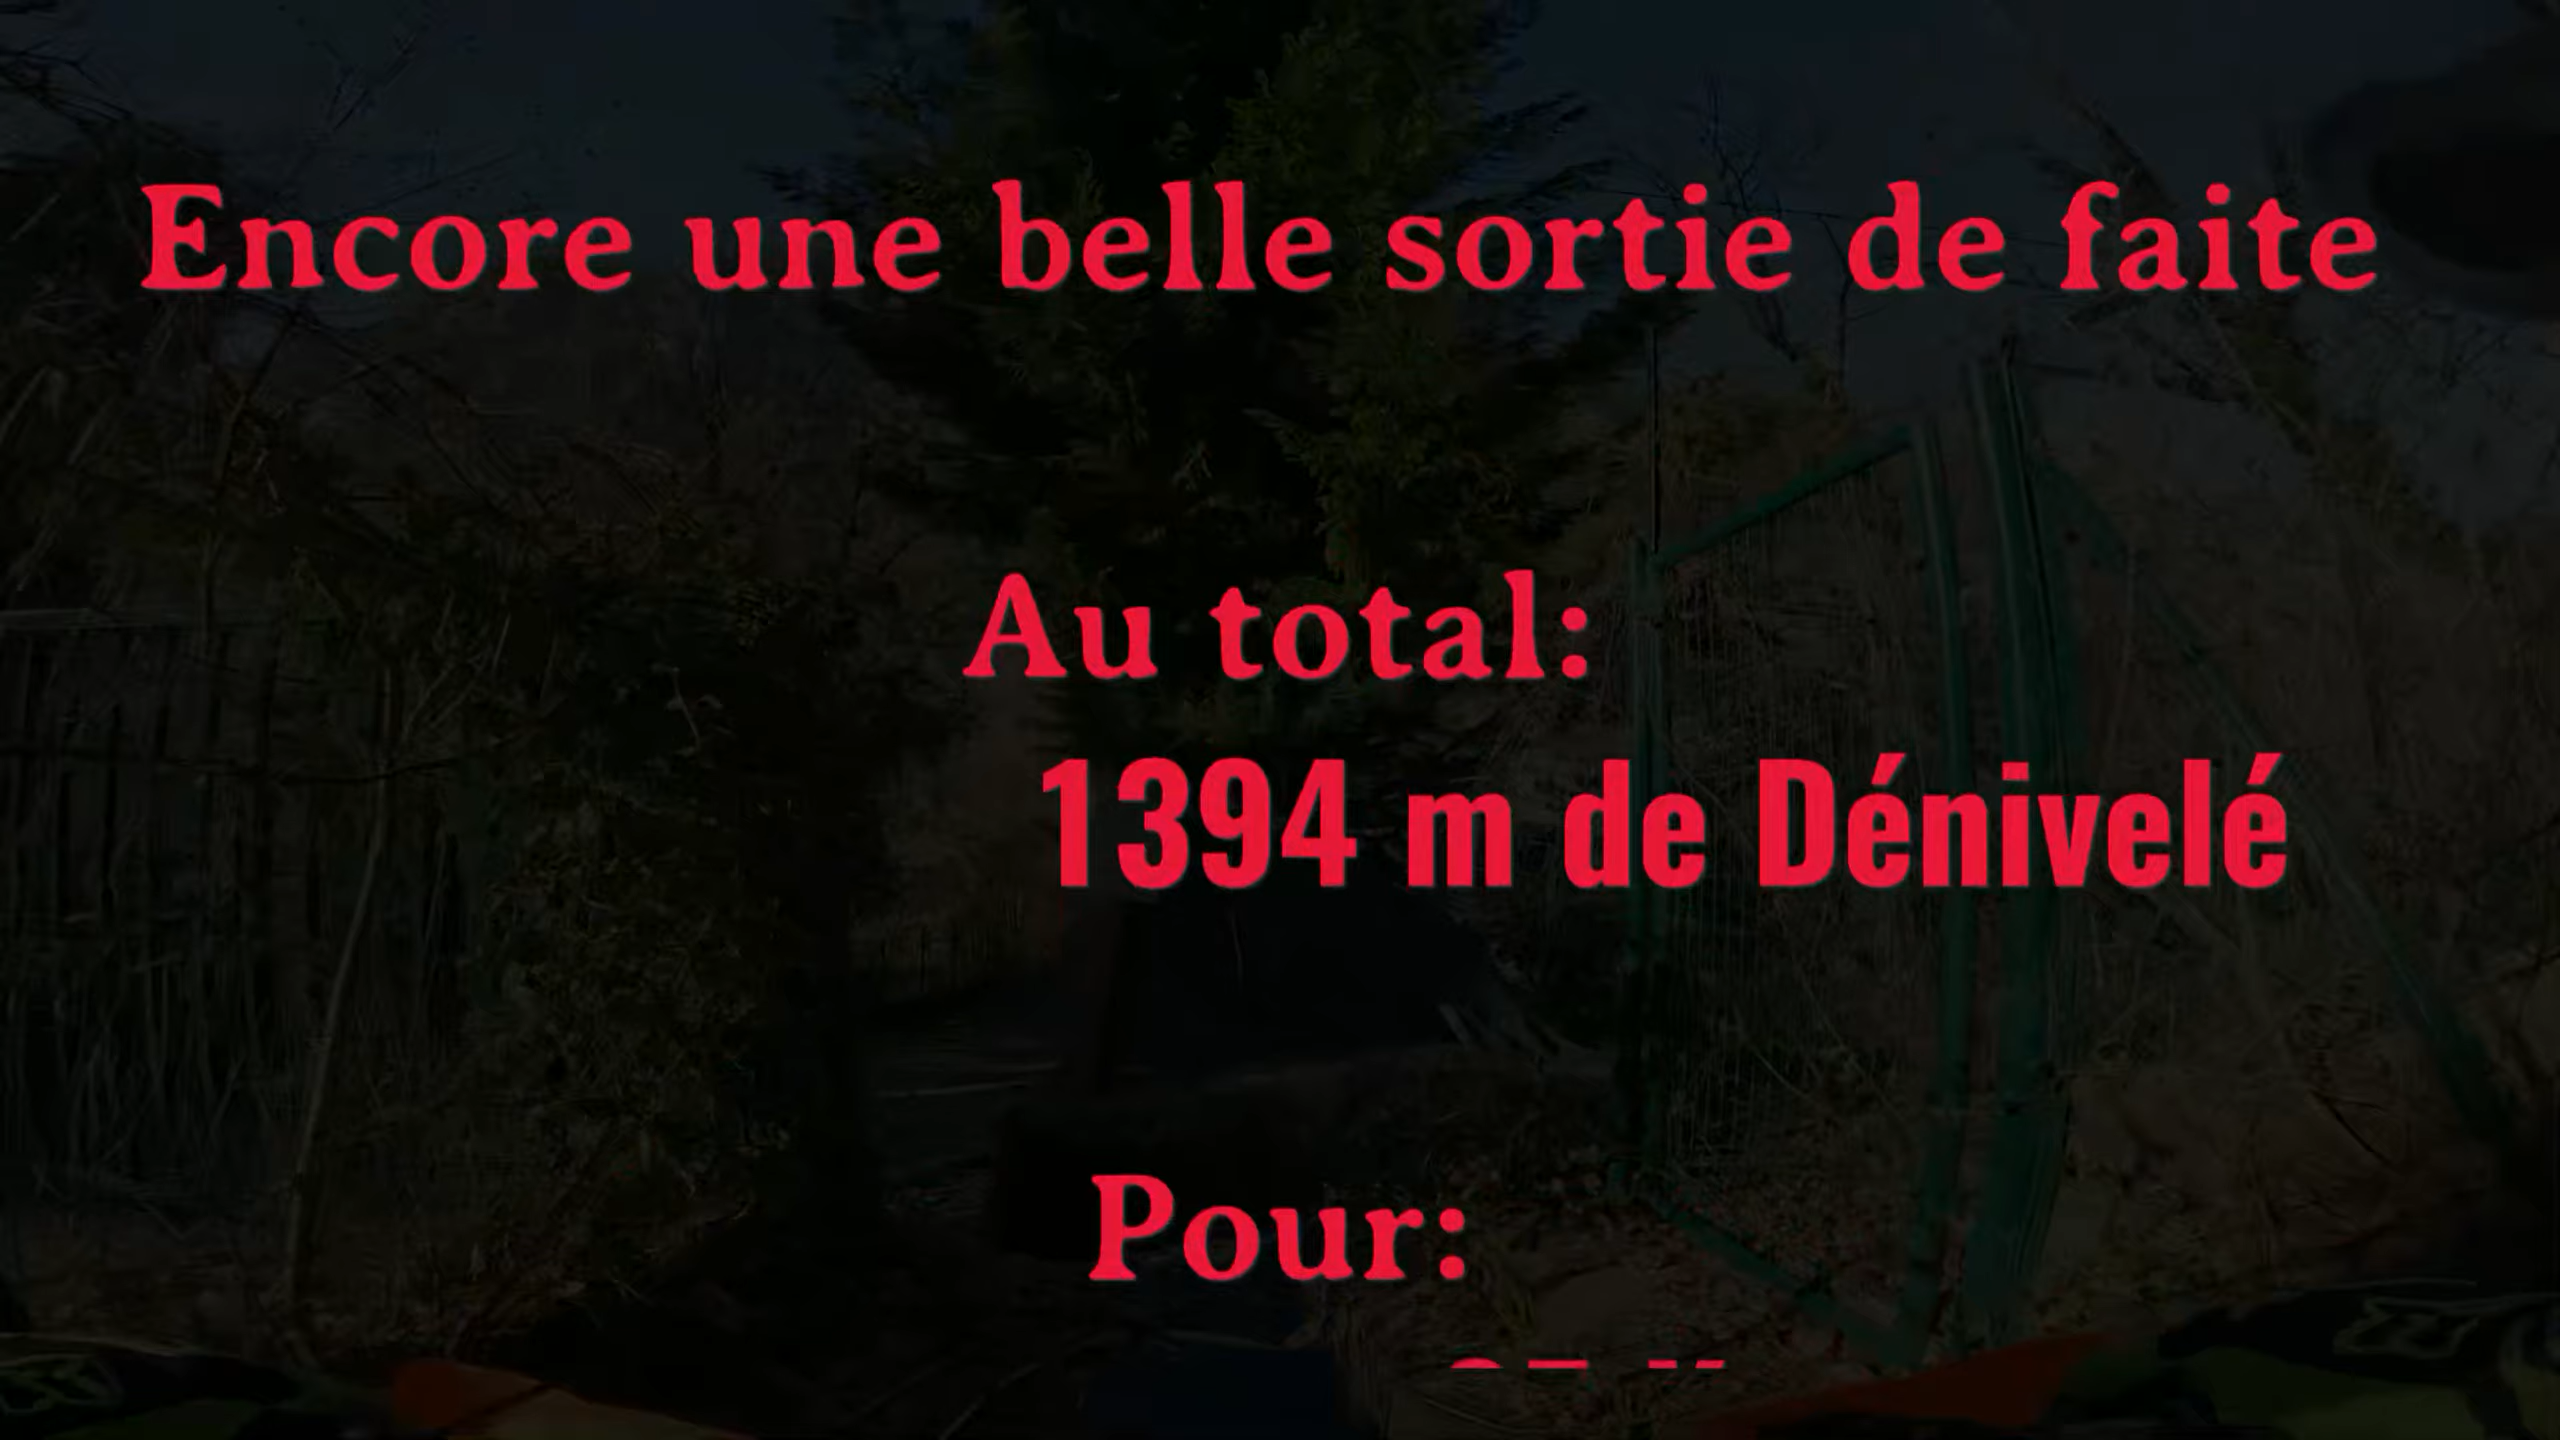 Encore une belle sortie de faite
Au total:
1394 m de Dénivelé
Pour: